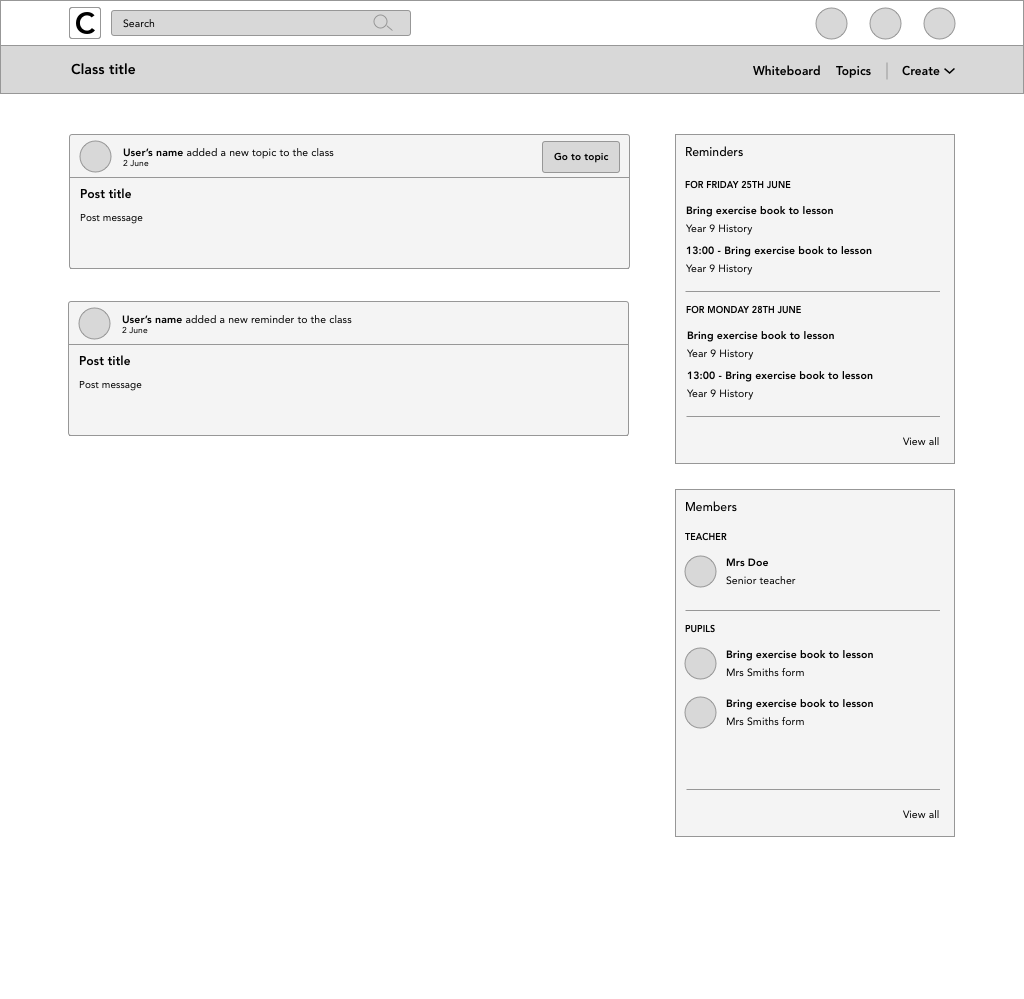 C
Search
Class title
Whiteboard
Topics
Create
User's name added a new topic to the class
2 June
Go to topic
Post title
Post message
User's name added a new reminder to the class
2 June
Post title
Post message
Reminders
FOR FRIDAY 25TH JUNE
Bring exercise book to lesson
Year 9 History
13:00 - Bring exercise book to lesson
Year 9 History
FOR MONDAY 28TH JUNE
Bring exercise book to lesson
Year 9 History
13:00 - Bring exercise book to lesson
Year 9 History
View all
Members
TEACHER
Mrs Doe
Senior teacher
PUPILS
Bring exercise book to lesson
Mrs Smiths form
Bring exercise book to lesson
Mrs Smiths form
View all